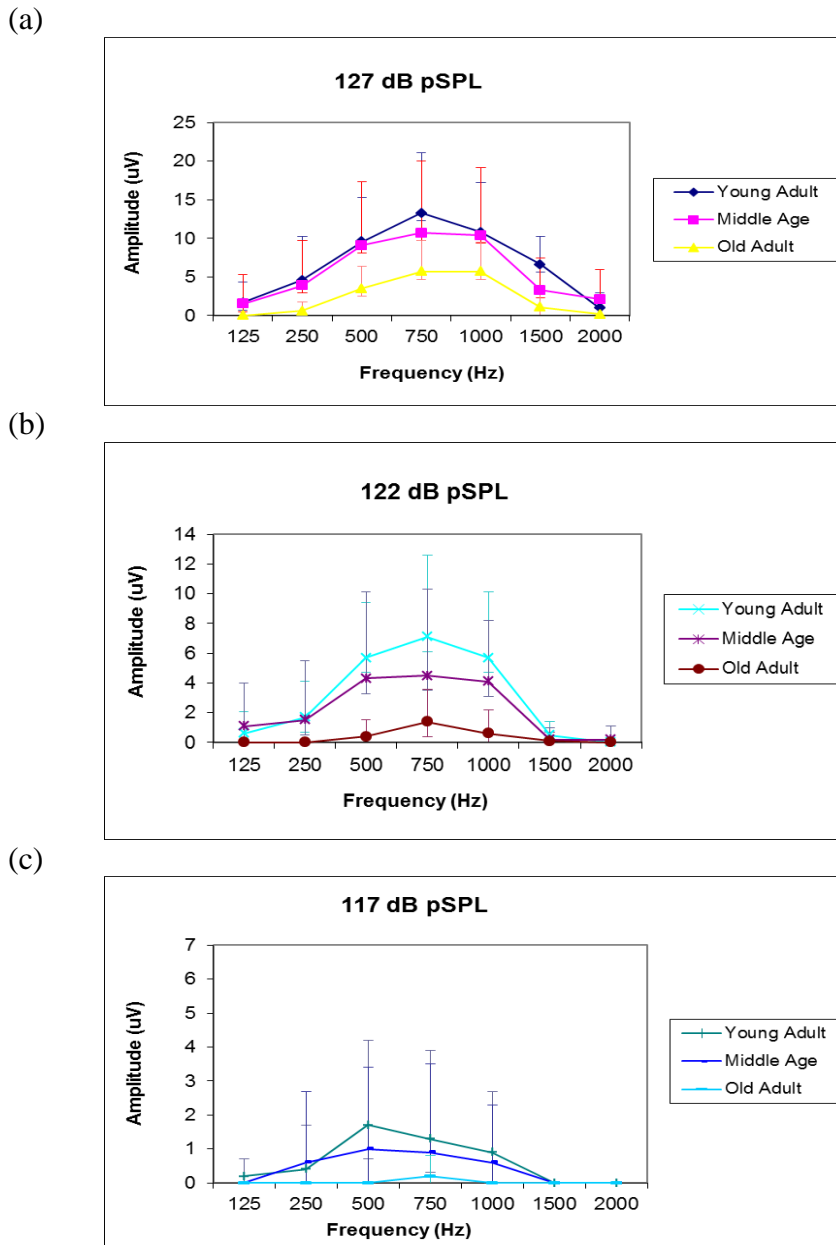 (a)
127 dB pSPL
Amplitude (uV)
25
20
15
10
5
0
125 250 500 750 1000 1500 2000
Frequency (Hz)
Young Adult
Middle Age
Old Adult
(b)
122 dB pSPL
Amplitude (uV)
14
12
10
8
6
4
2
0
125 250 500 750 1000 1500 2000
Frequency (Hz)
Young Adult
Middle Age
Old Adult
(c)
117 dB pSPL
Amplitude (uV)
7
6
5
4
3
2
1
0
125 250 500 750 1000 1500 2000
Frequency (Hz)
Young Adult
Middle Age
Old Adult